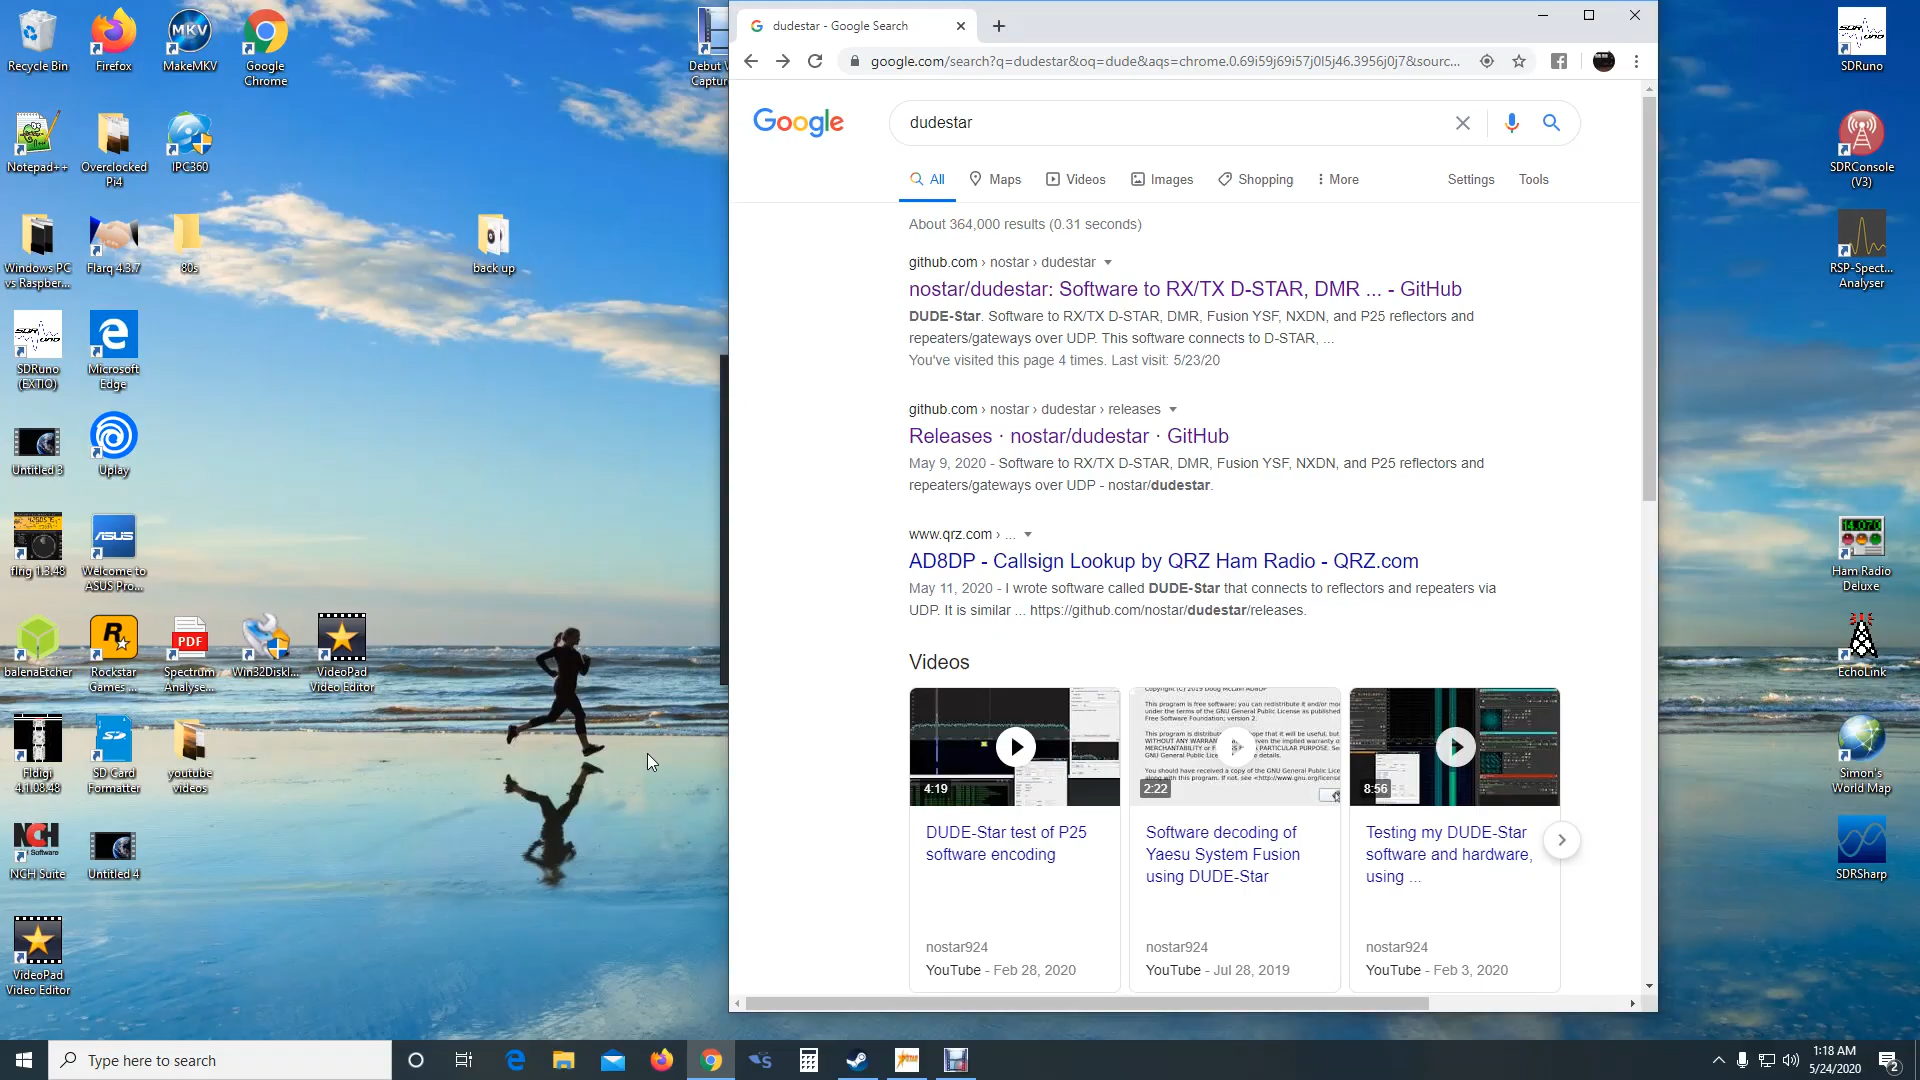 Recycle Bin
Firefox
MakeMKV
Google
Chrome
Notepad++
Overclocked
Pi4
IPC360
Windows PC
vs Raspber...
Flarq 4.3.7
80s
back up
SDRuno
(EXTIO)
Microsoft
Edge
Untitled 3
Uplay
flrig 1.3.48
Welcome to
ASUS Pro...
balenaEtcher
Rockstar
Games ...
Spectrum
Analyse...
Win32DiskI...
VideoPad
Video Editor
Fldigi
4.1.08.48
SD Card
Formatter
youtube
videos
NCH Suite
Untitled 4
VideoPad
Video Editor
Debut V
Captur
dudestar - Google Search
google.com/search?q=dudestar&oq=dude&aqs=chrome.0.69i59j69i57j0l5j46.3956j0j7&sourc...
Google
dudestar
All
Maps
Videos
Images
Shopping
More
Settings
Tools
About 364,000 results (0.31 seconds)
github.com › nostar › dudestar
nostar/dudestar: Software to RX/TX D-STAR, DMR ... - GitHub
DUDE-Star. Software to RX/TX D-STAR, DMR, Fusion YSF, NXDN, and P25 reflectors and
repeaters/gateways over UDP. This software connects to D-STAR, ...
You've visited this page 4 times. Last visit: 5/23/20
github.com › nostar › dudestar › releases
Releases · nostar/dudestar · GitHub
May 9, 2020 - Software to RX/TX D-STAR, DMR, Fusion YSF, NXDN, and P25 reflectors and
repeaters/gateways over UDP - nostar/dudestar.
www.qrz.com › ...
AD8DP - Callsign Lookup by QRZ Ham Radio - QRZ.com
May 11, 2020 - I wrote software called DUDE-Star that connects to reflectors and repeaters via
UDP. It is similar ... https://github.com/nostar/dudestar/releases.
Videos
4:19
2:22
8:56
DUDE-Star test of P25
software encoding
nostar924
YouTube - Feb 28, 2020
Software decoding of
Yaesu System Fusion
using DUDE-Star
nostar924
YouTube - Jul 28, 2019
Testing my DUDE-Star
software and hardware,
using ...
nostar924
YouTube - Feb 3, 2020
SDRuno
SDRConsole
(V3)
RSP-Spect...
Analyser
14.070
Ham Radio
Deluxe
EchoLink
Simon's
World Map
SDRSharp
Type here to search
1:18 AM
5/24/2020
2